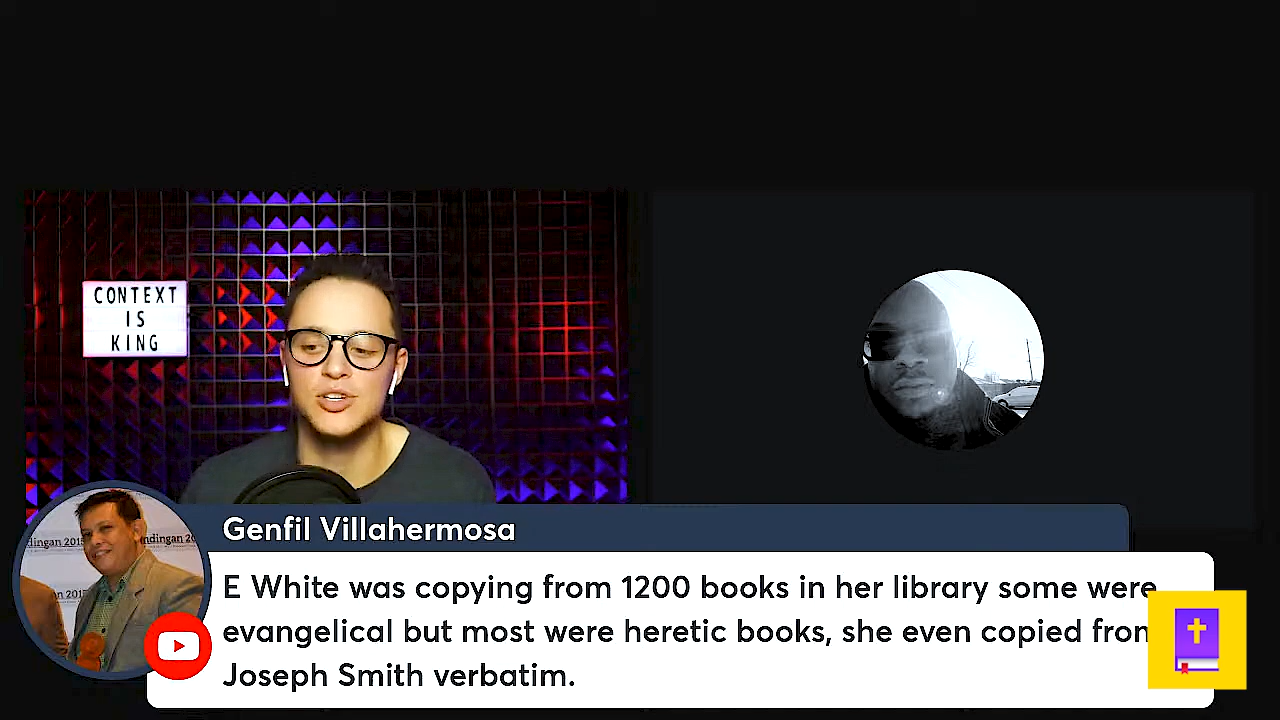 CONTEXT
IS
KING
Genfil Villahermosa
E White was copying from 1200 books in her library some were
evangelical but most were heretic books, she even copied from
Joseph Smith verbatim.